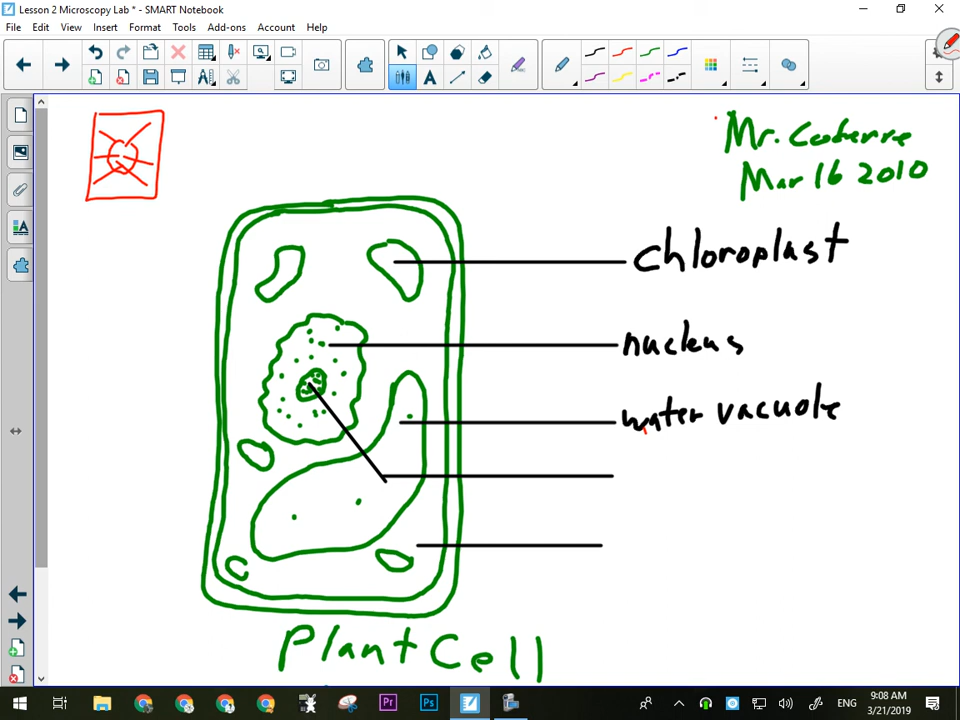 Lesson 2 Microscopy Lab * - SMART Notebook
File Edit View Insert Format Tools Add-ons Account Help
Mr. Coterre
Mar 16 2010
chloroplast
nucleus
water vacuole
Plant Cell
ENG
9:08 AM
3/21/2019